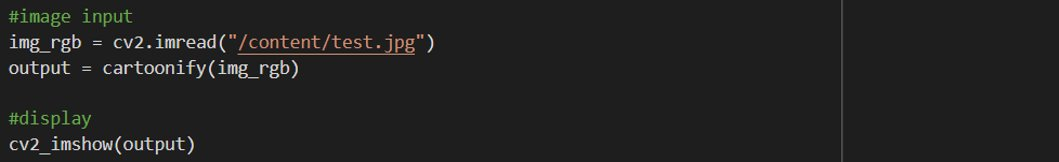 #image input
img_rgb = cv2.imread("/content/test.jpg")
output = cartoonify(img_rgb)
#display
cv2_imshow(output)